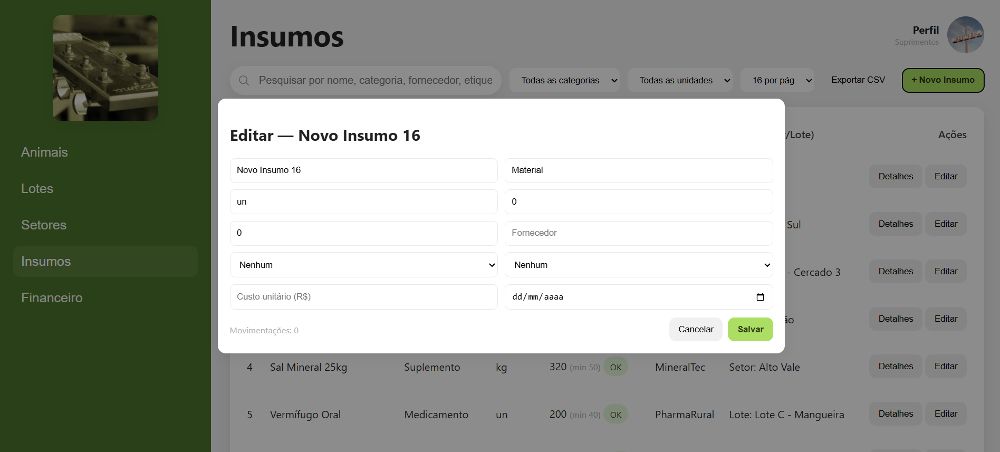 Insumos
Perfil
Suprimentos
Pesquisar por nome, categoria, fornecedor, etique
Todas as categorias
Todas as unidades
16 por pág
Exportar CSV
+ Novo Insumo
Animais
Lotes
Setores
Insumos
Financeiro
/Lote)
Ações
Editar — Novo Insumo 16
Novo Insumo 16
Material
un
0
0
Fornecedor
Nenhum
Nenhum
Custo unitário (R$)
dd/mm/aaaa
Movimentações: 0
Cancelar
Salvar
Detalhes Editar
Sul Detalhes Editar
- Cercado 3 Detalhes Editar
ão Detalhes Editar
4 Sal Mineral 25kg Suplemento kg 320 (min 50) OK MineralTec Setor: Alto Vale Detalhes Editar
5 Vermífugo Oral Medicamento un 200 (min 40) OK PharmaRural Lote: Lote C - Mangueira Detalhes Editar